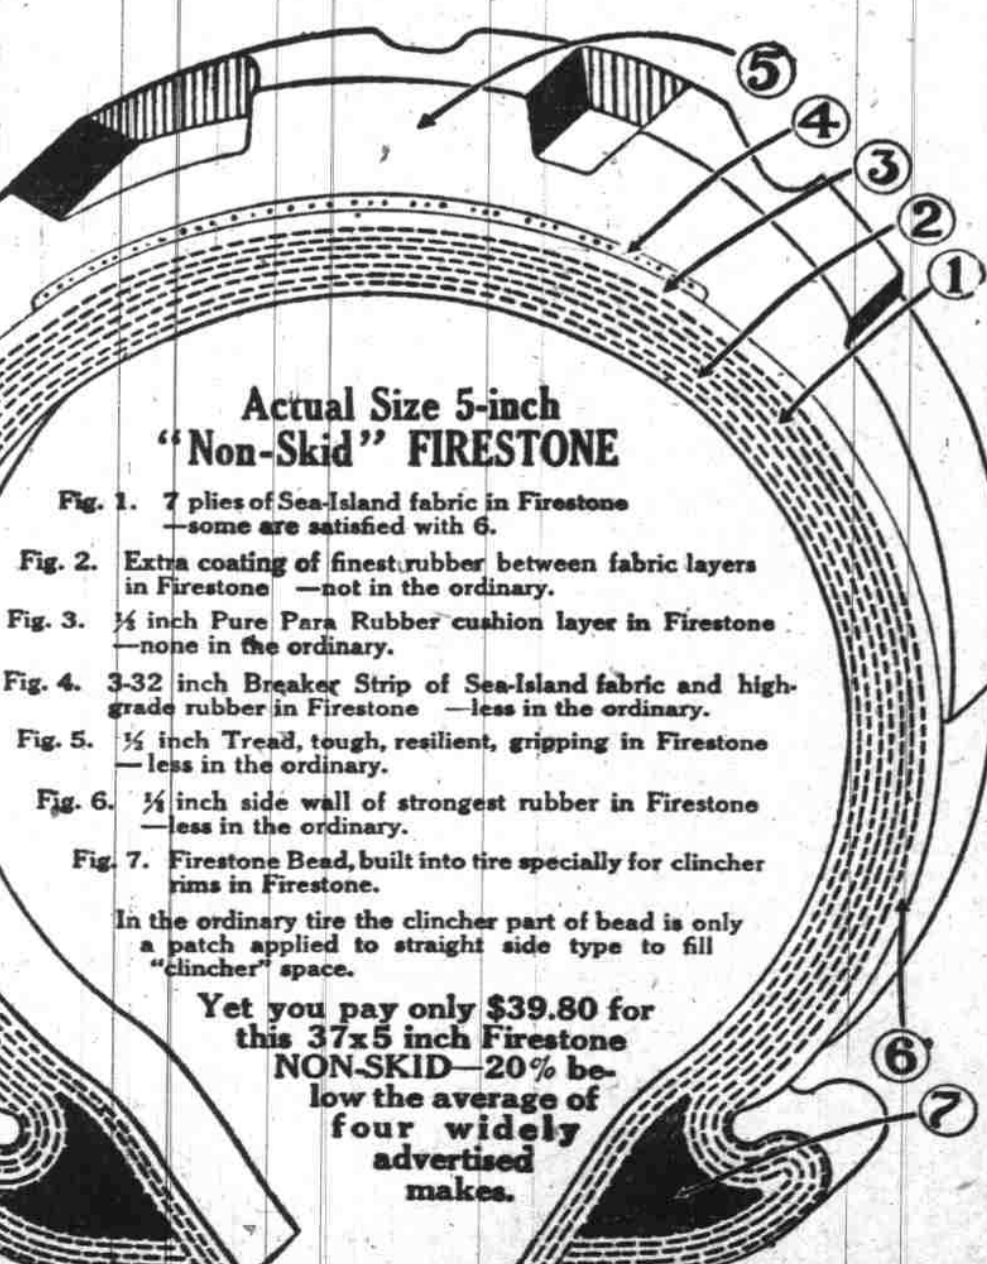 5
4
3
2
1
Actual Size 5-inch
"Non-Skid" FIRESTONE
Fig. 1. 7 plies of Sea-Island fabric in Firestone
—some are satisfied with 6.
Fig. 2. Extra coating of finest rubber between fabric layers
in Firestone —not in the ordinary.
Fig. 3. inch Pure Para Rubber cushion layer in Firestone
—none in the ordinary.
Fig. 4. 3-32 inch Breaker Strip of Sea-Island fabric and high-
grade rubber in Firestone —less in the ordinary.
Fig. 5. inch Tread, tough, resilient, gripping in Firestone
—less in the ordinary.
Fig. 6. inch side wall of strongest rubber in Firestone
—less in the ordinary.
Fig. 7. Firestone Bead, built into tire specially for clincher
rims in Firestone.
In the ordinary tire the clincher part of bead is only
a patch applied to straight side type to fill
"clincher" space.
Yet you pay only $39.80 for
this 37x5 inch Firestone
NON-SKID—20% be-
low the average of
four widely
advertised
makes.
6
7